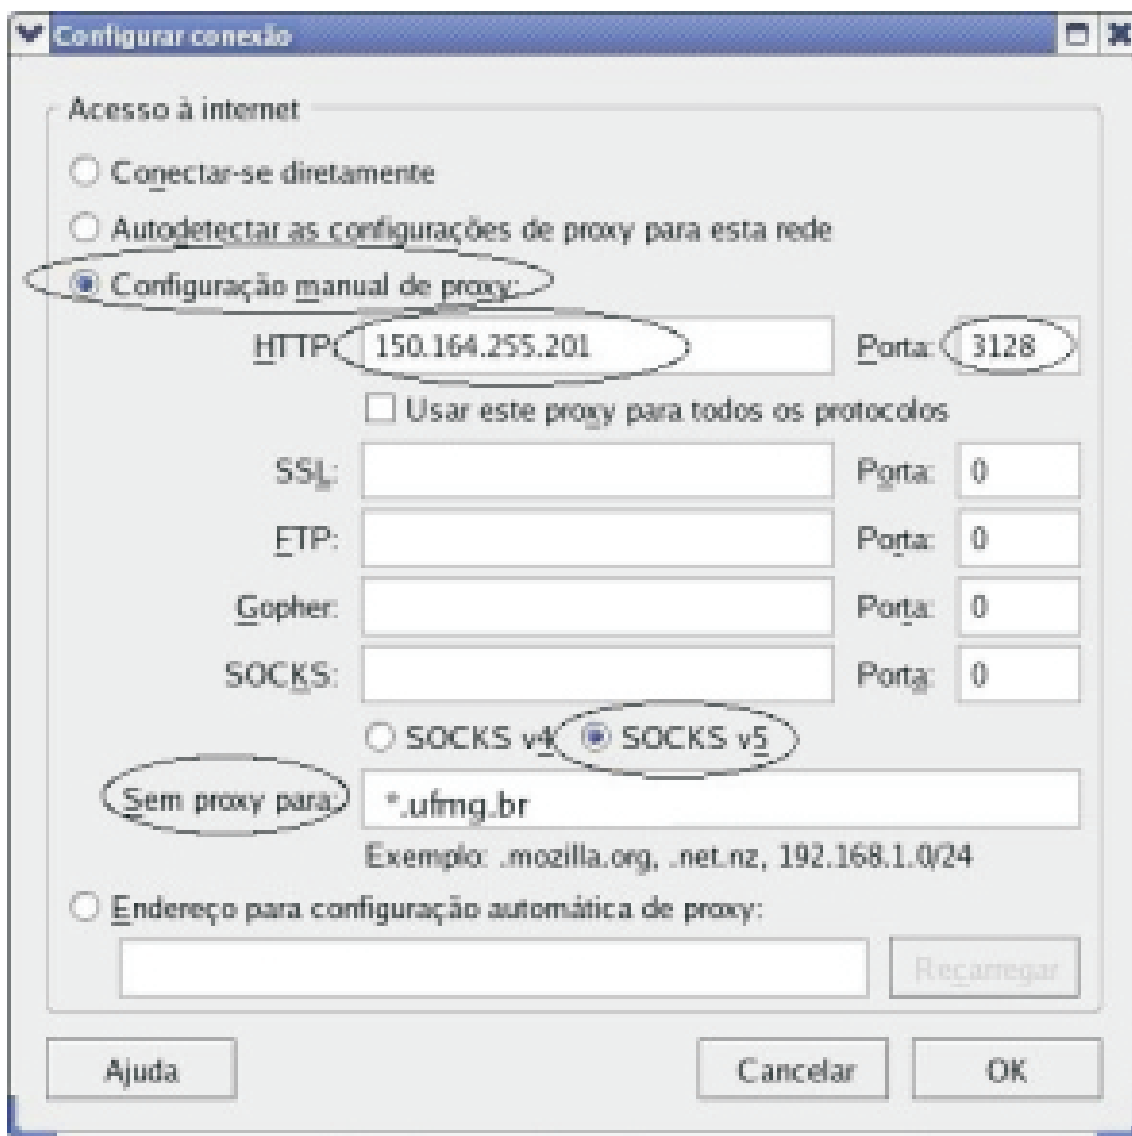 Configurar conexão
Acesso à internet
Conectar-se diretamente
Autodetectar as configurações de proxy para esta rede
Configuração manual de proxy:
HTTP: 150.164.255.201 Porta: 3128
Usar este proxy para todos os protocolos
SSL: Porta: 0
FTP: Porta: 0
Gopher: Porta: 0
SOCKS: Porta: 0
SOCKS v4 SOCKS v5
Sem proxy para: *.ufmg.br
Exemplo: .mozilla.org, .net.nz, 192.168.1.0/24
Endereço para configuração automática de proxy:
Recarregar
Ajuda Cancelar OK